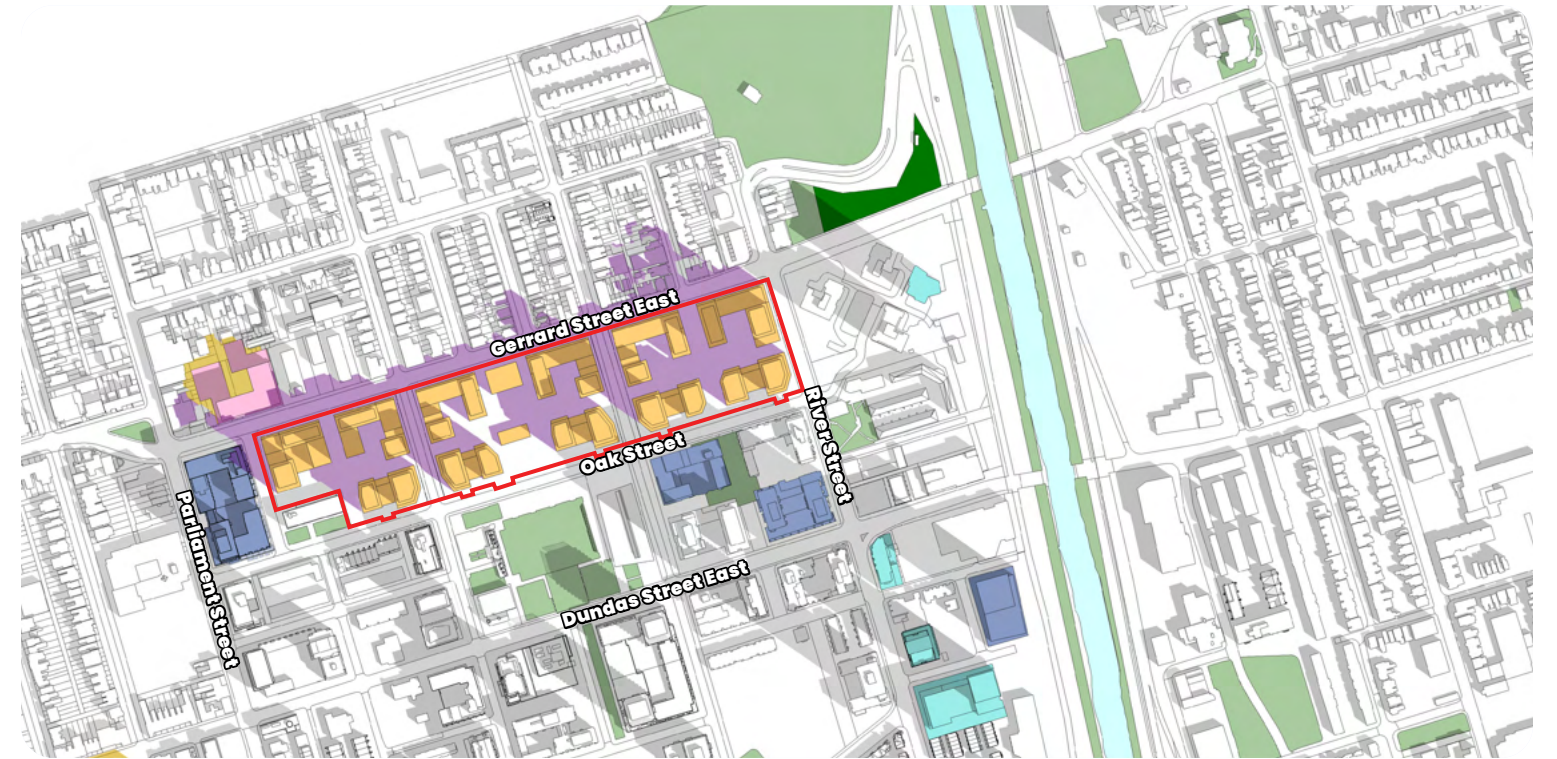 Gerrard Street East
Oak Street
River Street
Parliament Street
Dundas Street East